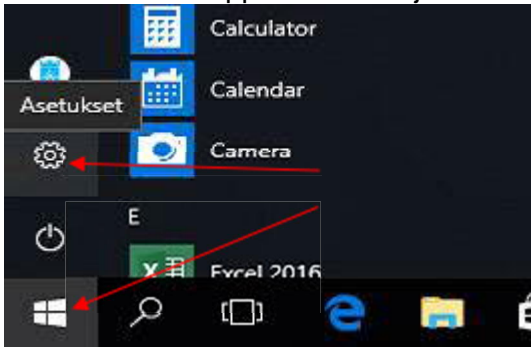 Calculator
Asetukset
Calendar
Camera
E
Excel 2016